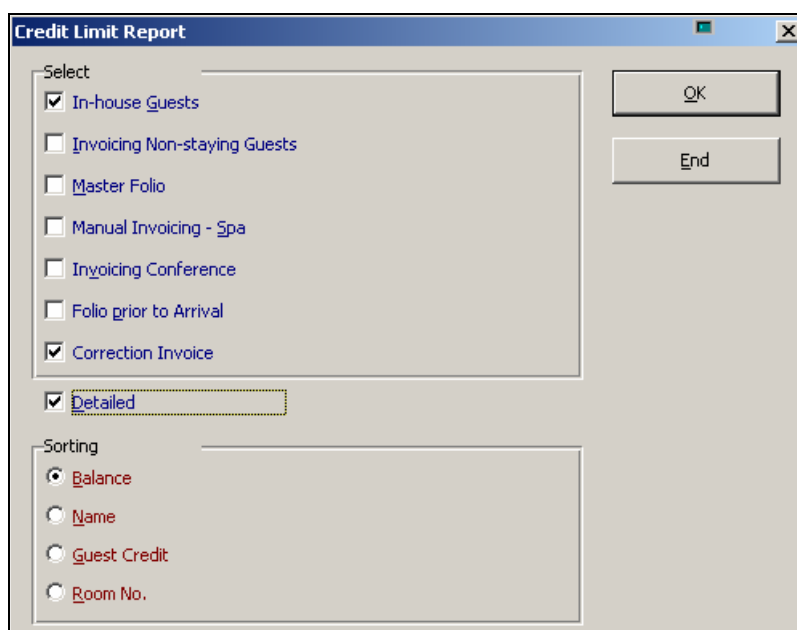 Credit Limit Report
Select
In-house Guests
OK
Invoicing Non-staying Guests
End
Master Folio
Manual Invoicing - Spa
Invoicing Conference
Folio prior to Arrival
Correction Invoice
Detailed
Sorting
Balance
Name
Guest Credit
Room No.